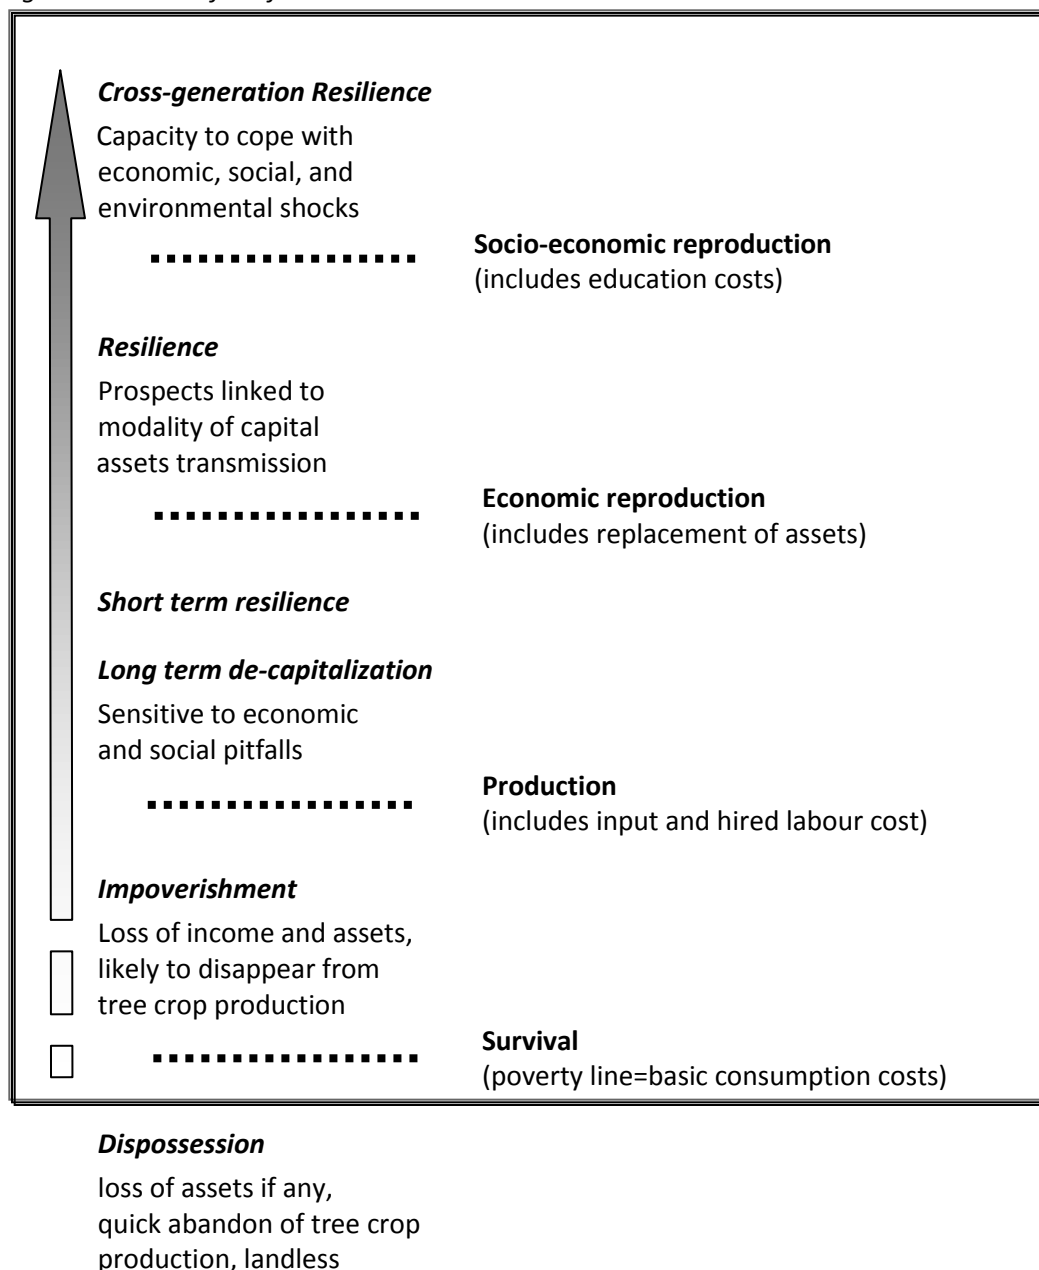 Cross-generation Resilience
Capacity to cope with
economic, social, and
environmental shocks
Socio-economic reproduction
(includes education costs)
Resilience
Prospects linked to
modality of capital
assets transmission
Economic reproduction
(includes replacement of assets)
Short term resilience
Long term de-capitalization
Sensitive to economic
and social pitfalls
Production
(includes input and hired labour cost)
Impoverishment
Loss of income and assets,
likely to disappear from
tree crop production
Survival
(poverty line=basic consumption costs)
Dispossession
loss of assets if any,
quick abandon of tree crop
production, landless